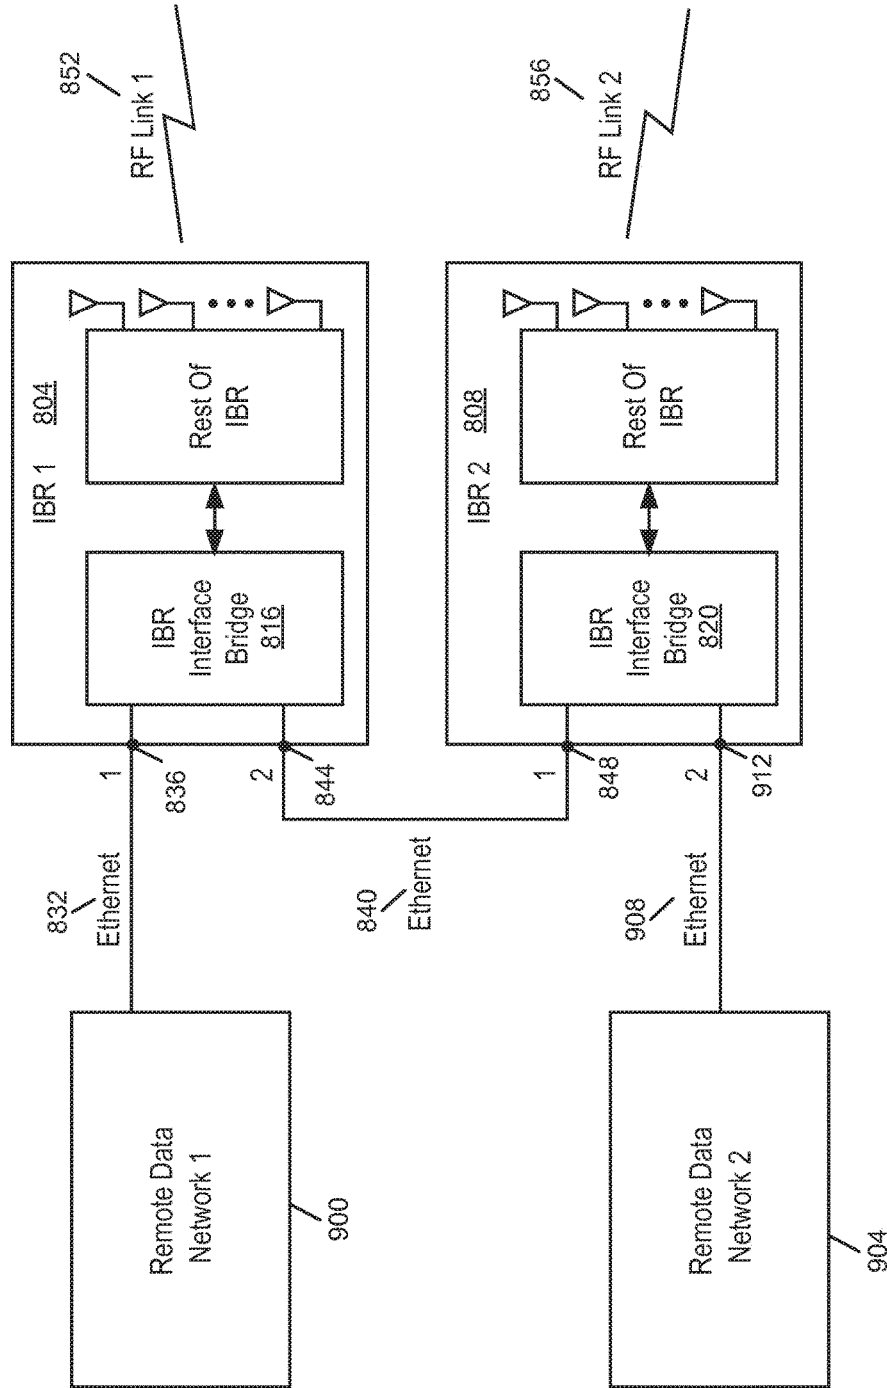 Remote Data
Network 1
900
832
Ethernet
1
836
2
844
IBR 1
804
IBR
Interface
Bridge
816
Rest Of
IBR
852
RF Link 1
840
Ethernet
Remote Data
Network 2
904
908
Ethernet
1
848
2
912
IBR 2
808
IBR
Interface
Bridge
820
Rest Of
IBR
856
RF Link 2